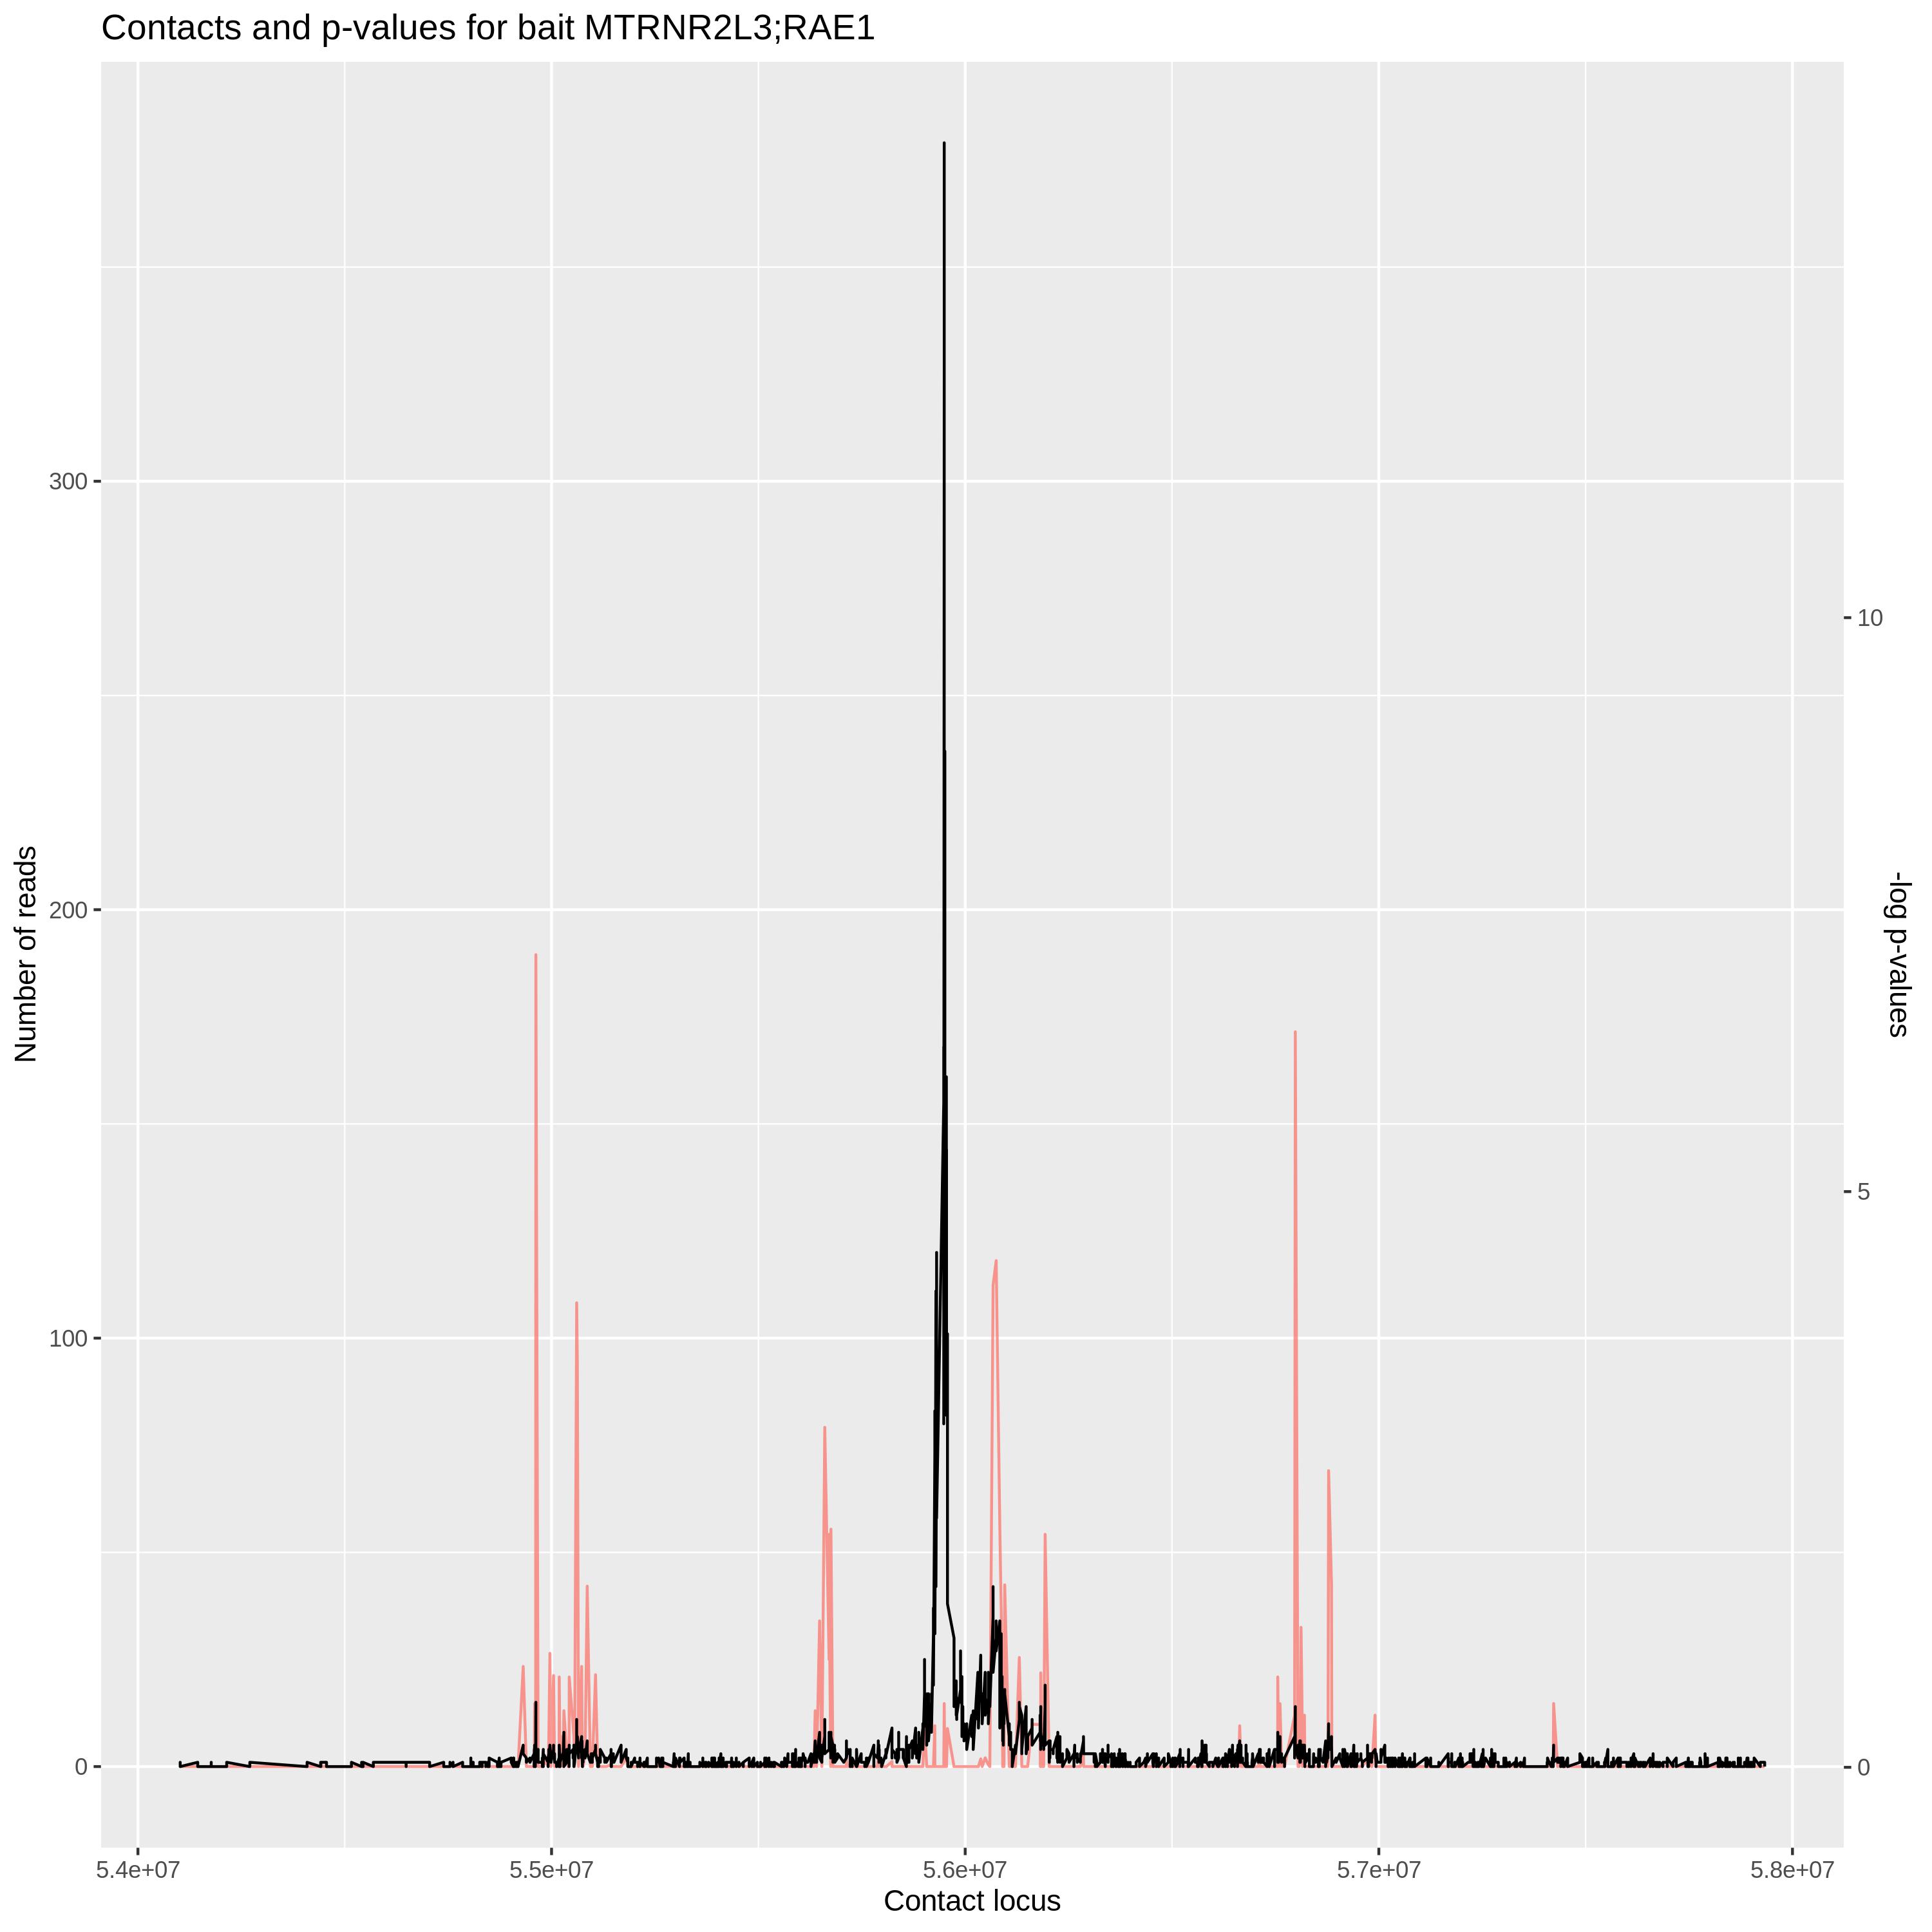 Contacts and p-values for bait MTRNR2L3;RAE1
Number of reads
300
200
100
0
10
5
0
-log p-values
5.4e+07
5.5e+07
5.6e+07
5.7e+07
5.8e+07
Contact locus